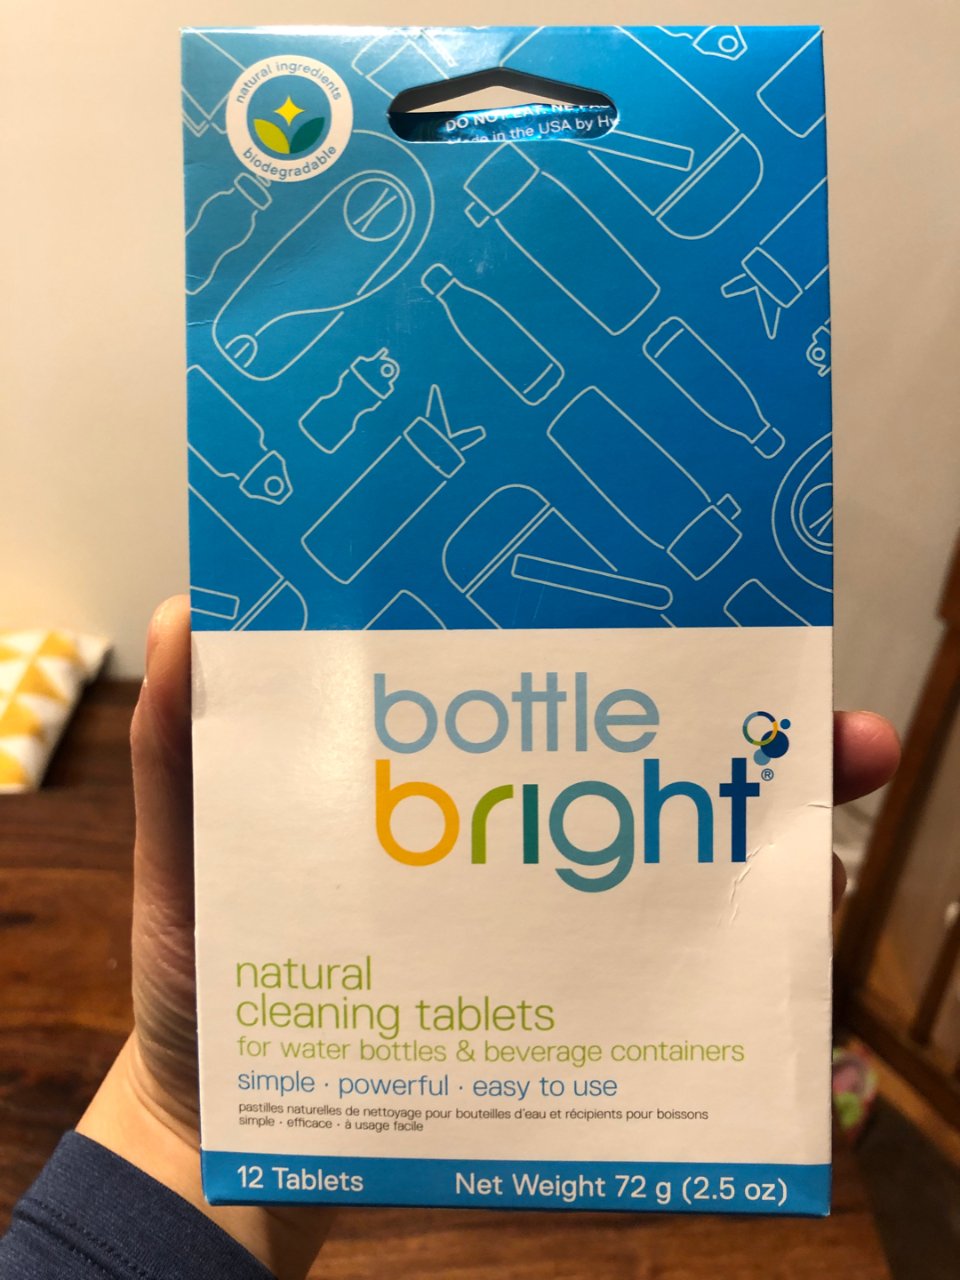 natural ingredients
biodegradable
DO NOT EAT.
Made in the USA by
bottle
bright®
natural
cleaning tablets
for water bottles & beverage containers
simple · powerful · easy to use
pastilles naturelles de nettoyage pour bouteilles d'eau et récipients pour boissons
simple · efficace · à usage facile
12 Tablets Net Weight 72 g (2.5 oz)